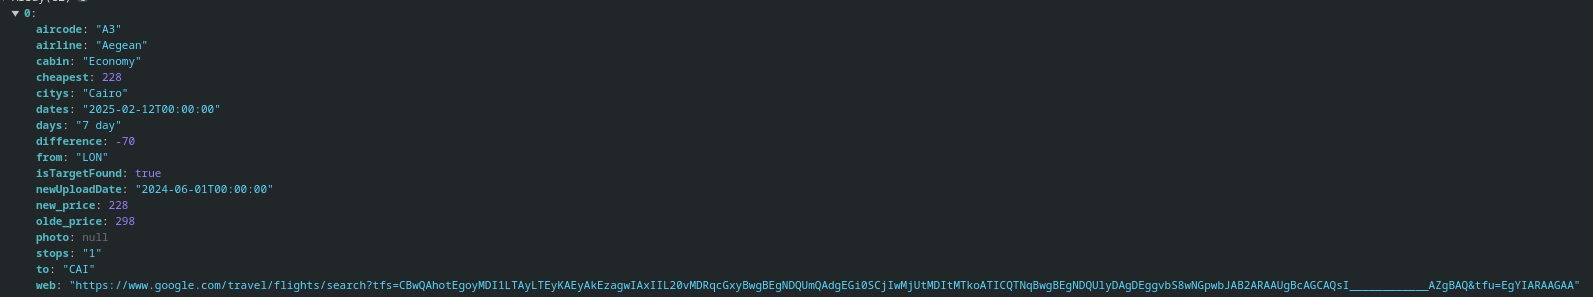 ▼ 0:
aircode: "A3"
airline: "Aegean"
cabin: "Economy"
cheapest: 228
citys: "Cairo"
dates: "2025-02-12T00:00:00"
days: "7 day"
difference: -70
from: "LON"
isTargetFound: true
newUploadDate: "2024-06-01T00:00:00"
new_price: 228
olde_price: 298
photo: null
stops: "1"
to: "CAI"
web: "https://www.google.com/travel/flights/search?tfs=CBwQAhotEgoyMDI1LTAyLTEyKAEyAkEzagwIAxIIL20vMDRqcGxyBwgBEgNDQUmQAdgEGi0SCjIwMjUtMDItMTkoATICQTNqBwgBEgNDQUlyDAgDEggvbS8wNGpwbJAB2ARAAUgBcAGCAQsI____________AZgBAQ&tfu=EgYIARAAGAA"